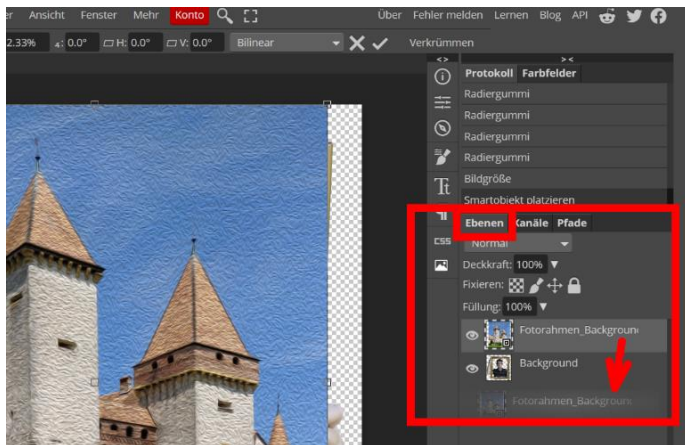 Ansicht Fenster Mehr Konto Über Fehler melden Lernen Blog API
2.33% 0.0° H: 0.0° V: 0.0° Bilinear Verkrümmen
<> ><
Protokoll Farbfelder
Radiergummi
Radiergummi
Radiergummi
Radiergummi
Bildgröße
Smartobjekt platzieren
Ebenen Kanäle Pfade
CSS
Normal
Deckkraft: 100%
Fixieren:
Füllung: 100%
Fotorahmen_Background
Background
Fotorahmen_Background